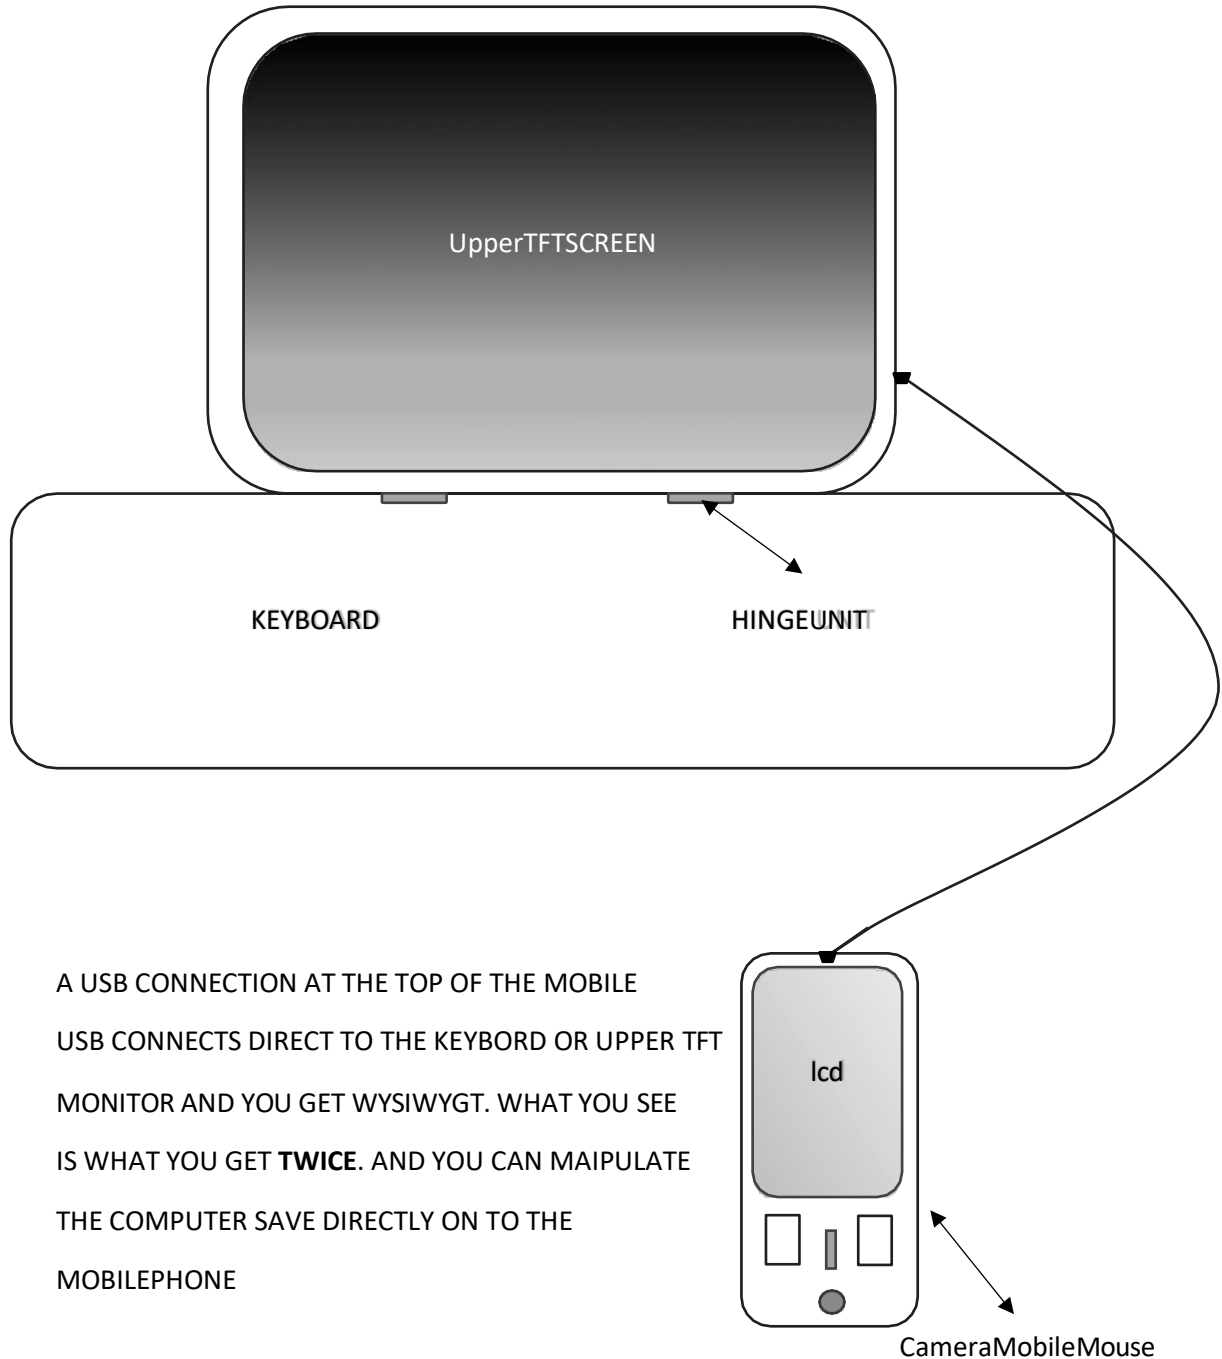 UpperTFTSCREEN
KEYBOARD
HINGEUNIT
A USB CONNECTION AT THE TOP OF THE MOBILE
USB CONNECTS DIRECT TO THE KEYBORD OR UPPER TFT
MONITOR AND YOU GET WYSIWYGT. WHAT YOU SEE
IS WHAT YOU GET TWICE. AND YOU CAN MAIPULATE
THE COMPUTER SAVE DIRECTLY ON TO THE
MOBILEPHONE
lcd
CameraMobileMouse